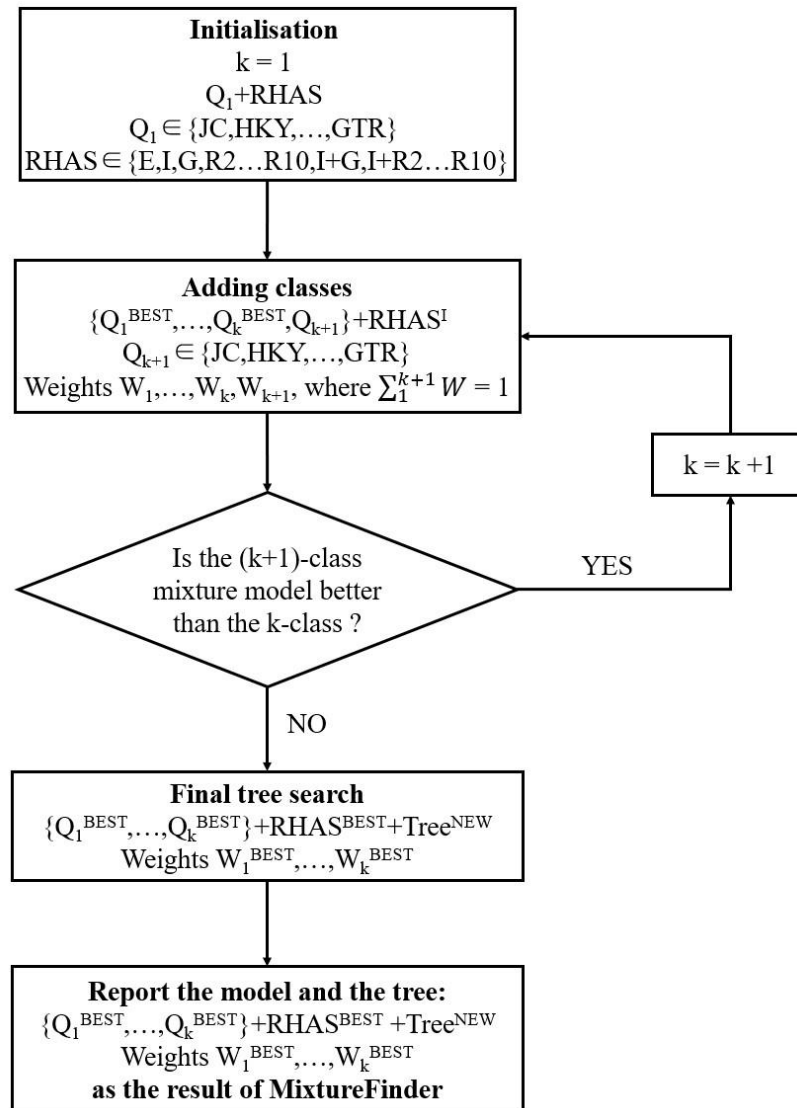 Initialisation
k = 1
Q₁+RHAS
Q₁ ∈ {JC,HKY,…,GTR}
RHAS ∈ {E,I,G,R2…R10,I+G,I+R2…R10}
Adding classes
{Q₁ᴮᴱˢᵀ,…,Qₖᴮᴱˢᵀ,Qₖ₊₁}+RHASᴵ
Qₖ₊₁ ∈ {JC,HKY,…,GTR}
Weights W₁,…,Wₖ,Wₖ₊₁, where ∑₁ᵏ⁺¹ 𝑊 = 1
k = k +1
Is the (k+1)-class
mixture model better
than the k-class ?
YES
NO
Final tree search
{Q₁ᴮᴱˢᵀ,…,Qₖᴮᴱˢᵀ}+RHASᴮᴱˢᵀ+Treeᴺᴱᵂ
Weights W₁ᴮᴱˢᵀ,…,Wₖᴮᴱˢᵀ
Report the model and the tree:
{Q₁ᴮᴱˢᵀ,…,Qₖᴮᴱˢᵀ}+RHASᴮᴱˢᵀ +Treeᴺᴱᵂ
Weights W₁ᴮᴱˢᵀ,…,Wₖᴮᴱˢᵀ
as the result of MixtureFinder